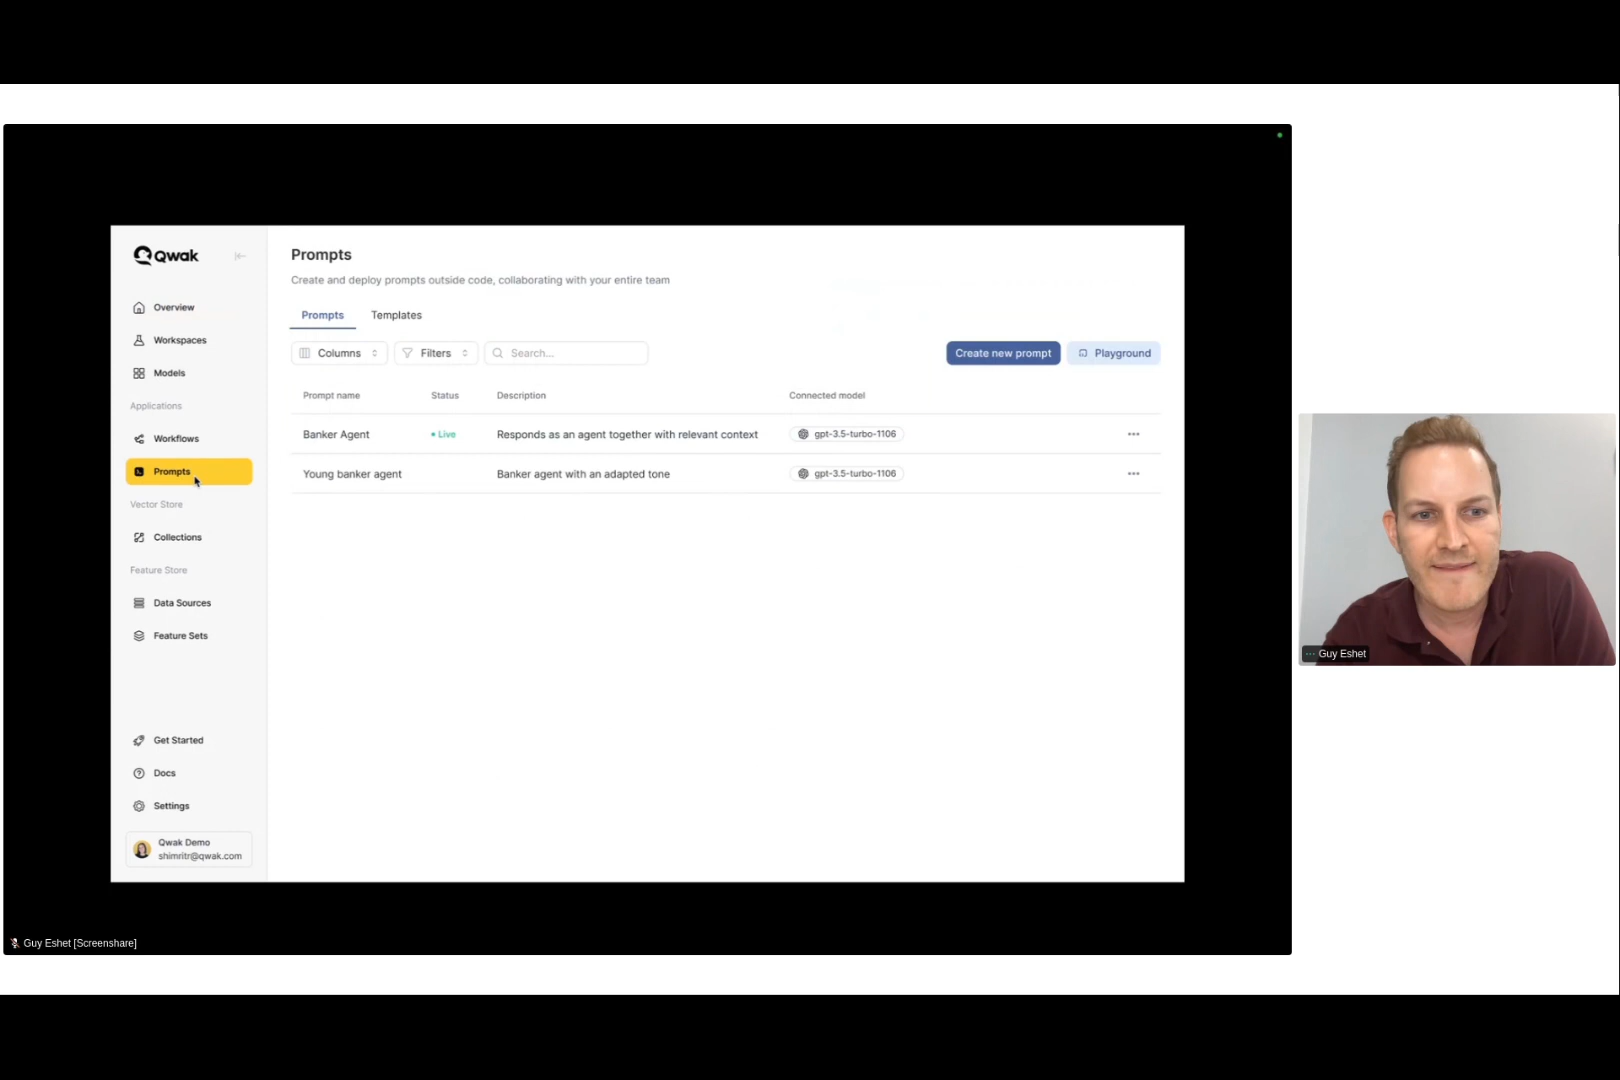 Qwak
Overview
Workspaces
Models
Applications
Workflows
Prompts
Vector Store
Collections
Feature Store
Data Sources
Feature Sets
Get Started
Docs
Settings
Qwak Demo
shimritr@qwak.com
Prompts
Create and deploy prompts outside code, collaborating with your entire team
Prompts Templates
Columns Filters Search... Create new prompt Playground
Prompt name Status Description Connected model
Banker Agent Live Responds as an agent together with relevant context gpt-3.5-turbo-1106
Young banker agent Banker agent with an adapted tone gpt-3.5-turbo-1106
Guy Eshet
Guy Eshet [Screenshare]